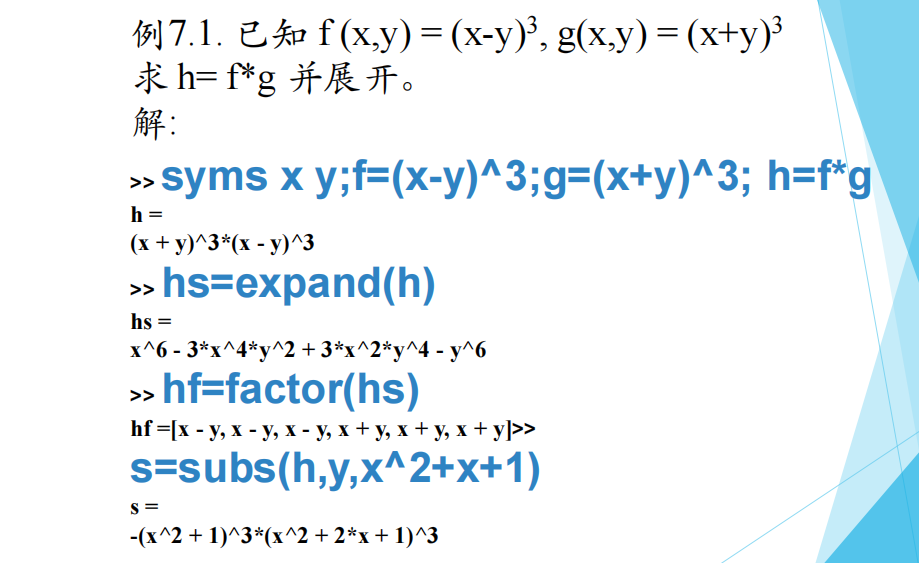 例7.1. 已知 f (x,y) = (x-y)³, g(x,y) = (x+y)³
求 h= f*g 并展开。
解:
>> syms x y;f=(x-y)^3;g=(x+y)^3; h=f*g
h =
(x + y)^3*(x - y)^3
>> hs=expand(h)
hs =
x^6 - 3*x^4*y^2 + 3*x^2*y^4 - y^6
>> hf=factor(hs)
hf =[x - y, x - y, x - y, x + y, x + y, x + y]>>
s=subs(h,y,x^2+x+1)
s =
-(x^2 + 1)^3*(x^2 + 2*x + 1)^3